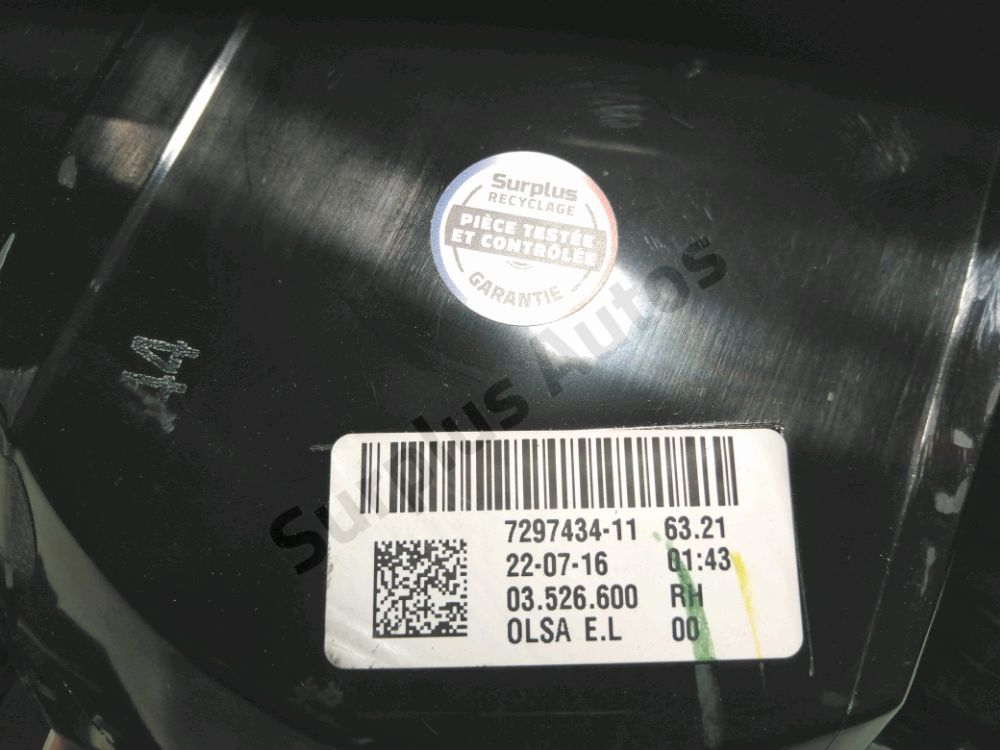 Surplus
RECYCLAGE
PIÈCE TESTÉE
ET CONTRÔLÉE
GARANTIE
44
Surplus Autos
7297434-11 63.21
22-07-16 01:43
03.526.600 RH
OLSA E.L 00